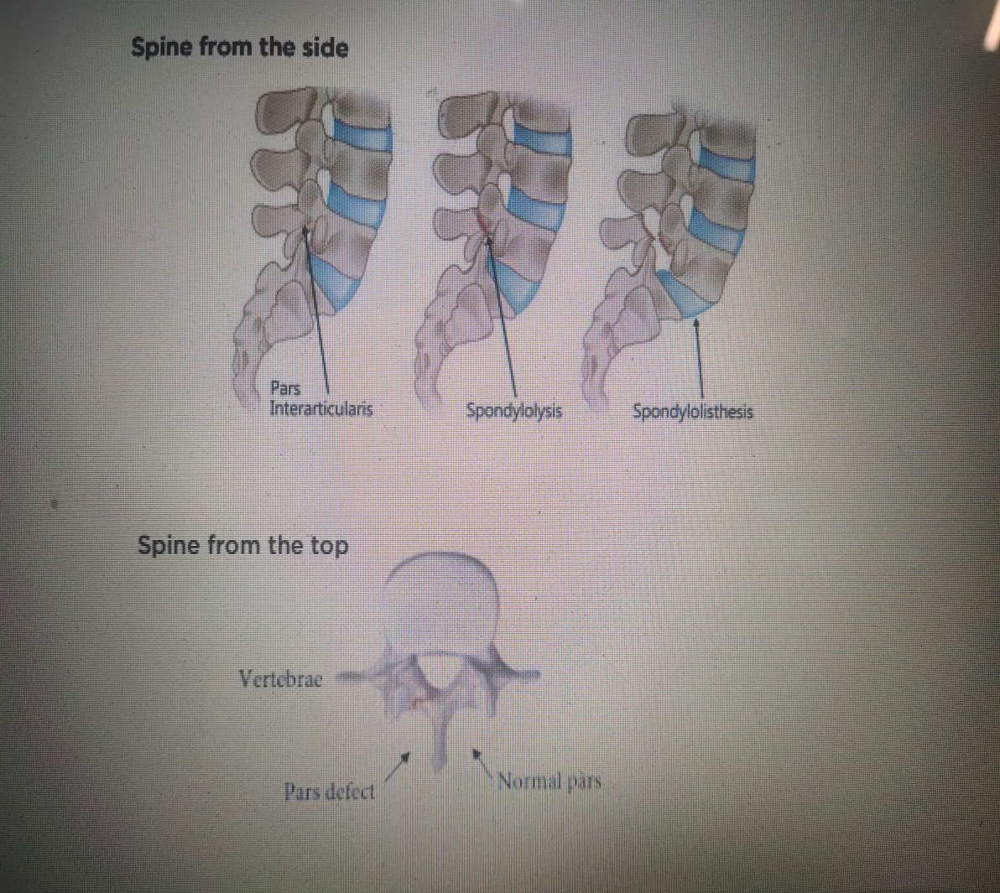 Spine from the side
Pars
Interarticularis
Spondylolysis
Spondylolisthesis
Spine from the top
Vertebrae
Pars defect
Normal pars